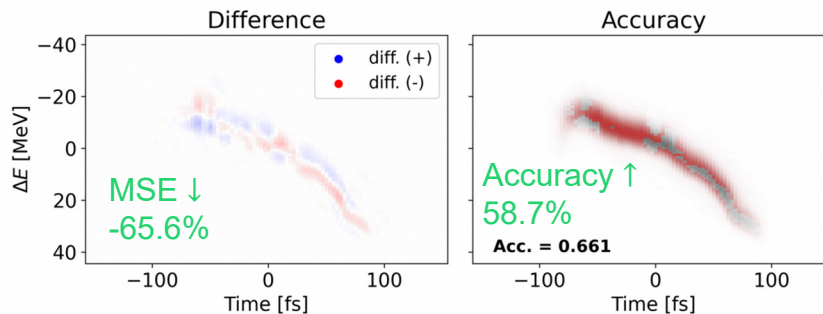 Difference
−40
−20
0
20
40
ΔE [MeV]
diff. (+)
diff. (-)
MSE ↓
-65.6%
−100
0
100
Time [fs]
Accuracy
Accuracy ↑
58.7%
Acc. = 0.661
−100
0
100
Time [fs]